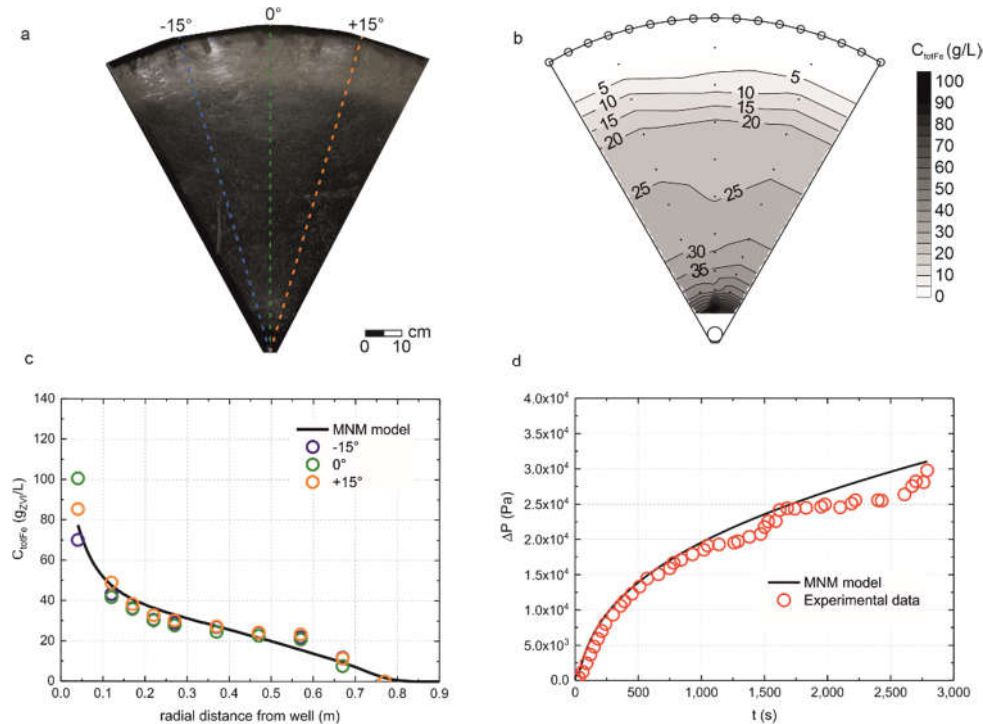 a
-15°
0°
+15°
cm
0 10
b
C_totFe (g/L)
100
90
80
70
60
50
40
30
20
10
0
5
5
10
10
15
15
20
20
25
25
30
35
c
140
120
100
80
60
40
20
0
C_totFe (g_ZVI/L)
MNM model
-15°
0°
+15°
0.0 0.1 0.2 0.3 0.4 0.5 0.6 0.7 0.8 0.9
radial distance from well (m)
d
4.0x10⁴
3.5x10⁴
3.0x10⁴
2.5x10⁴
2.0x10⁴
1.5x10⁴
1.0x10⁴
5.0x10³
0.0
ΔP (Pa)
MNM model
Experimental data
0 500 1,000 1,500 2,000 2,500 3,000
t (s)